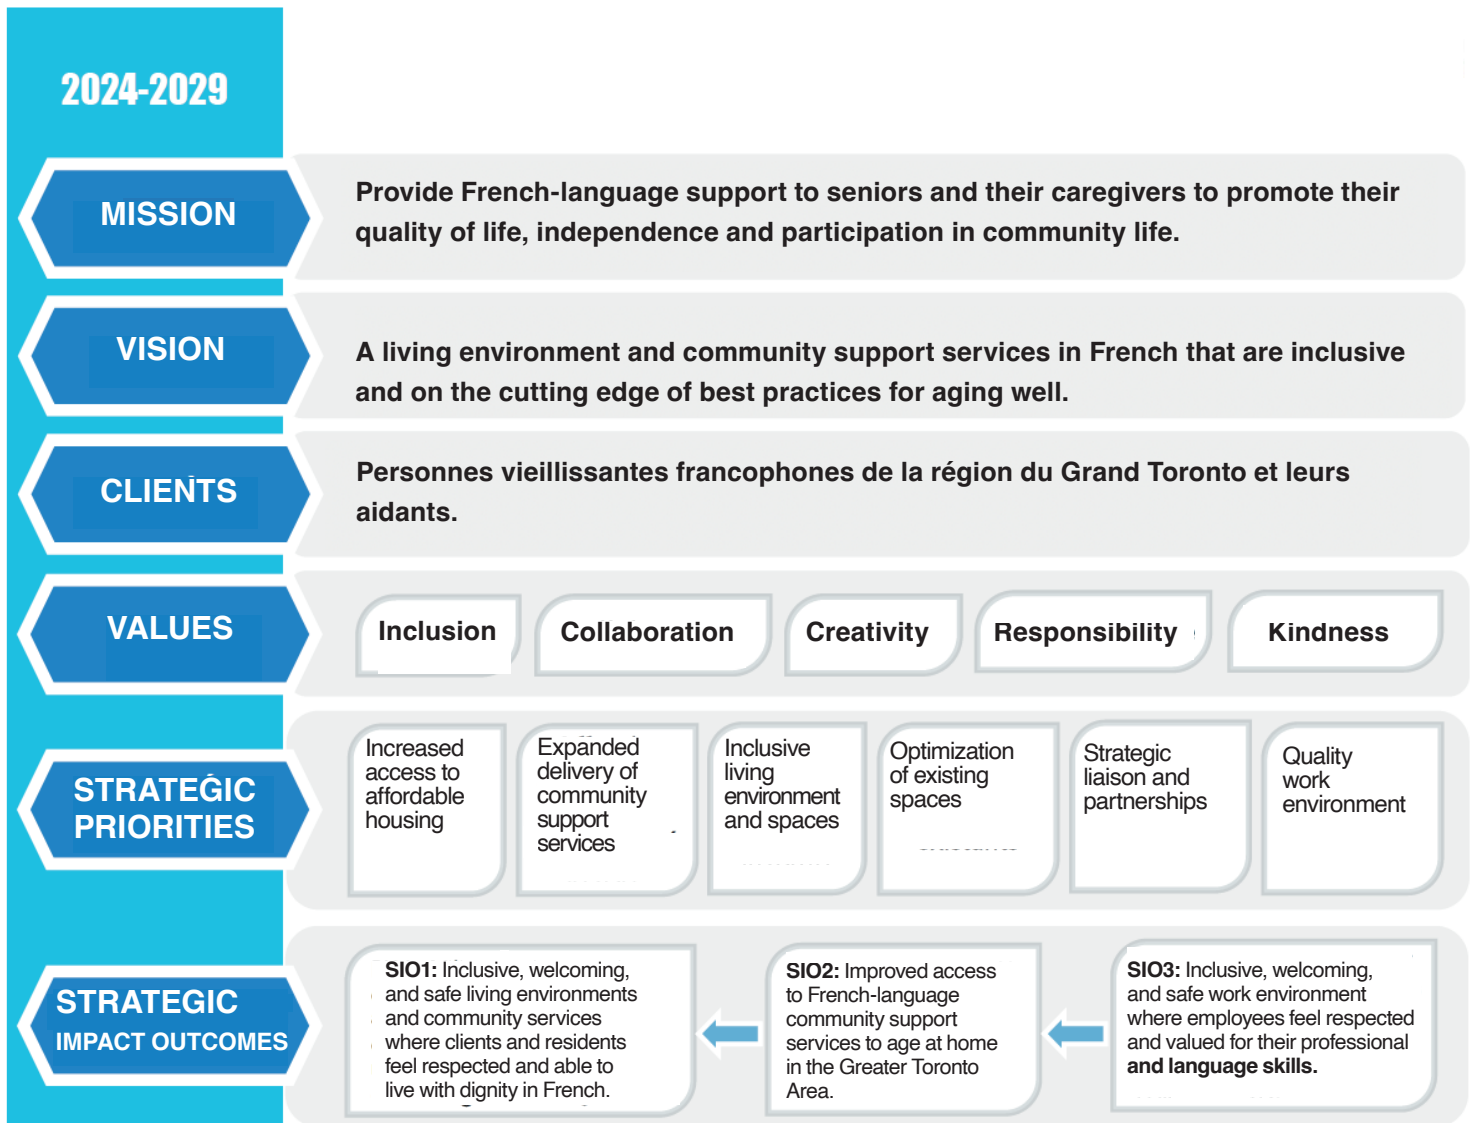 2024-2029
MISSION
Provide French-language support to seniors and their caregivers to promote their
quality of life, independence and participation in community life.
VISION
A living environment and community support services in French that are inclusive
and on the cutting edge of best practices for aging well.
CLIENTS
Personnes vieillissantes francophones de la région du Grand Toronto et leurs
aidants.
VALUES
Inclusion
Collaboration
Creativity
Responsibility
Kindness
STRATEGIC
PRIORITIES
Increased
access to
affordable
housing
Expanded
delivery of
community
support
services
Inclusive
living
environment
and spaces
Optimization
of existing
spaces
Strategic
liaison and
partnerships
Quality
work
environment
STRATEGIC
IMPACT OUTCOMES
SIO1: Inclusive, welcoming,
and safe living environments
and community services
where clients and residents
feel respected and able to
live with dignity in French.
SIO2: Improved access
to French-language
community support
services to age at home
in the Greater Toronto
Area.
SIO3: Inclusive, welcoming,
and safe work environment
where employees feel respected
and valued for their professional
and language skills.